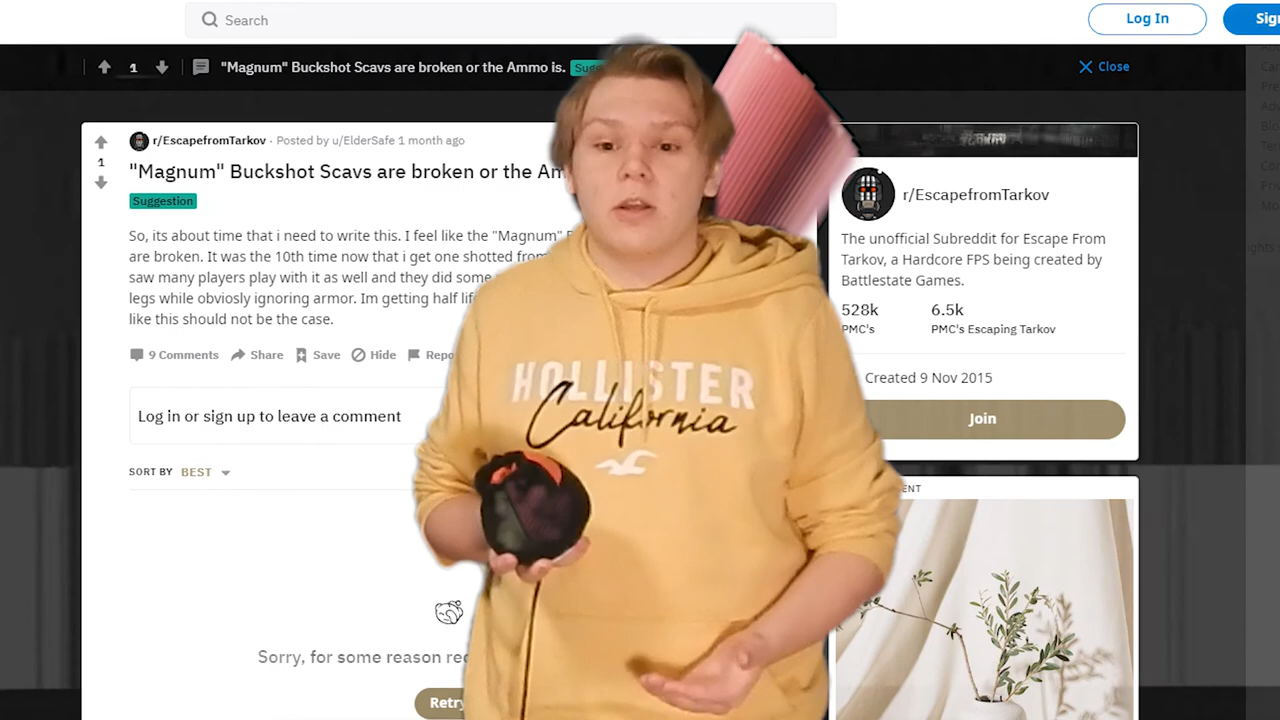 Search
Log In
1
"Magnum" Buckshot Scavs are broken or the Ammo is.
Close
r/EscapefromTarkov · Posted by u/ElderSafe 1 month ago
1
"Magnum" Buckshot Scavs are broken or the Am
Suggestion
So, its about time that i need to write this. I feel like the "Magnum"
are broken. It was the 10th time now that i get one shotted from
saw many players play with it as well and they did some
legs while obviosly ignoring armor. Im getting half
like this should not be the case.
9 Comments Share Save Hide
Log in or sign up to leave a comment
SORT BY BEST
Sorry, for some reason
Retry
r/EscapefromTarkov
The unofficial Subreddit for Escape From
Tarkov, a Hardcore FPS being created by
Battlestate Games.
528k 6.5k
PMC's PMC's Escaping Tarkov
Created 9 Nov 2015
Join
HOLLISTER
California